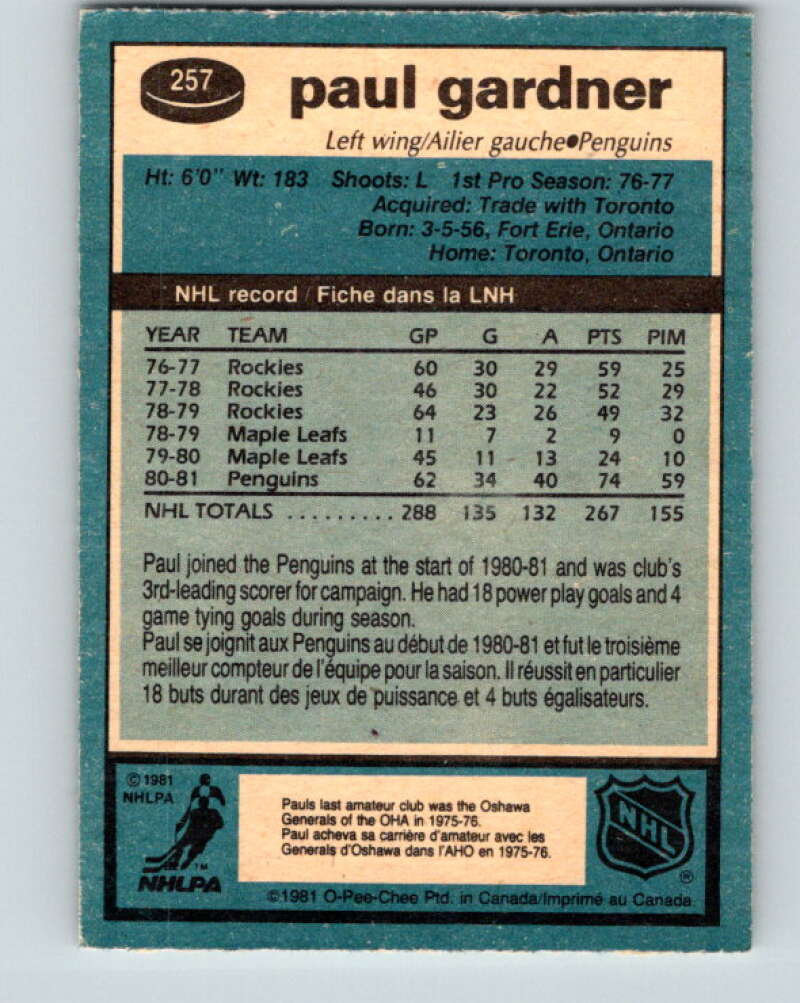 257
paul gardner
Left wing/Ailier gauche●Penguins
Ht: 6'0" Wt: 183 Shoots: L 1st Pro Season: 76-77
Acquired: Trade with Toronto
Born: 3-5-56, Fort Erie, Ontario
Home: Toronto, Ontario
NHL record / Fiche dans la LNH
YEAR TEAM GP G A PTS PIM
76-77 Rockies 60 30 29 59 25
77-78 Rockies 46 30 22 52 29
78-79 Rockies 64 23 26 49 32
78-79 Maple Leafs 11 7 2 9 0
79-80 Maple Leafs 45 11 13 24 10
80-81 Penguins 62 34 40 74 59
NHL TOTALS ......... 288 135 132 267 155
Paul joined the Penguins at the start of 1980-81 and was club's
3rd-leading scorer for campaign. He had 18 power play goals and 4
game tying goals during season.
Paul se joignit aux Penguins au début de 1980-81 et fut le troisième
meilleur compteur de l'équipe pour la saison. Il réussit en particulier
18 buts durant des jeux de puissance et 4 buts égalisateurs.
©1981
NHLPA
TM
NHLPA
Pauls last amateur club was the Oshawa
Generals of the OHA in 1975-76.
Paul acheva sa carrière d'amateur avec les
Generals d'Oshawa dans l'AHO en 1975-76.
NHL
®
©1981 O-Pee-Chee Ptd. in Canada/Imprimé au Canada